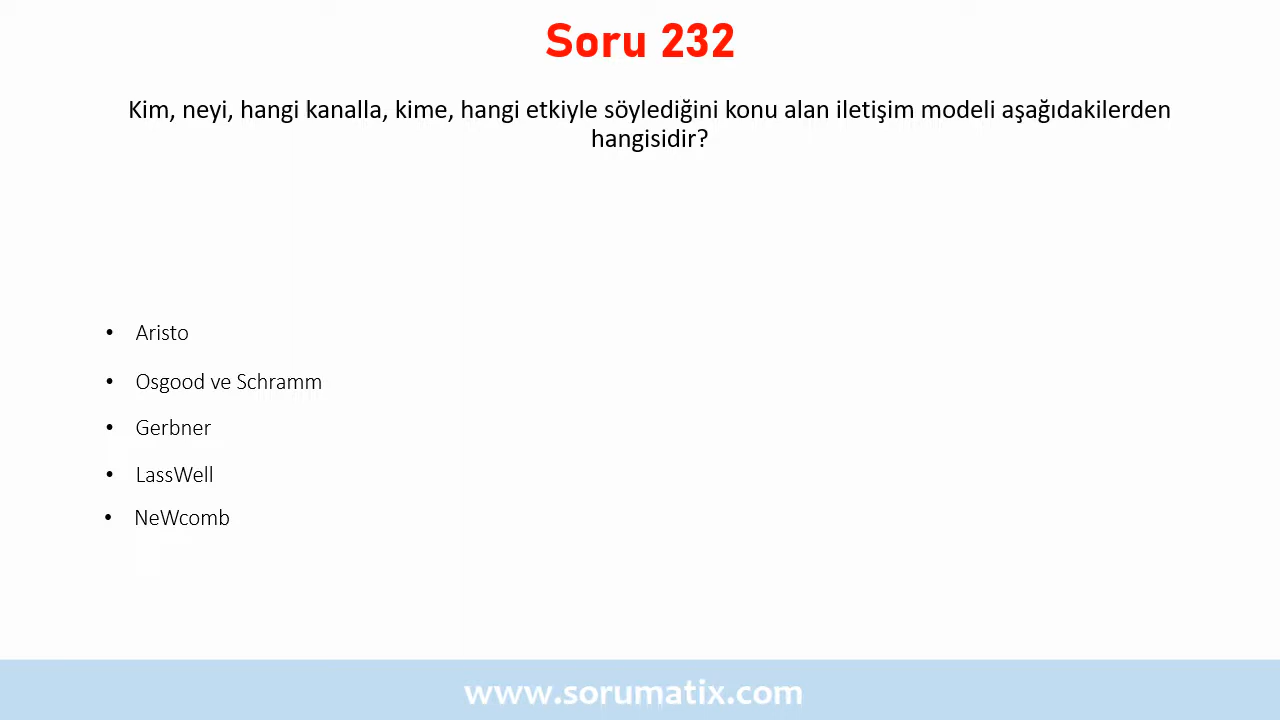 Soru 232
Kim, neyi, hangi kanalla, kime, hangi etkiyle söylediğini konu alan iletişim modeli aşağıdakilerden
hangisidir?
• Aristo
• Osgood ve Schramm
• Gerbner
• LassWell
• NeWcomb
www.sorumatix.com